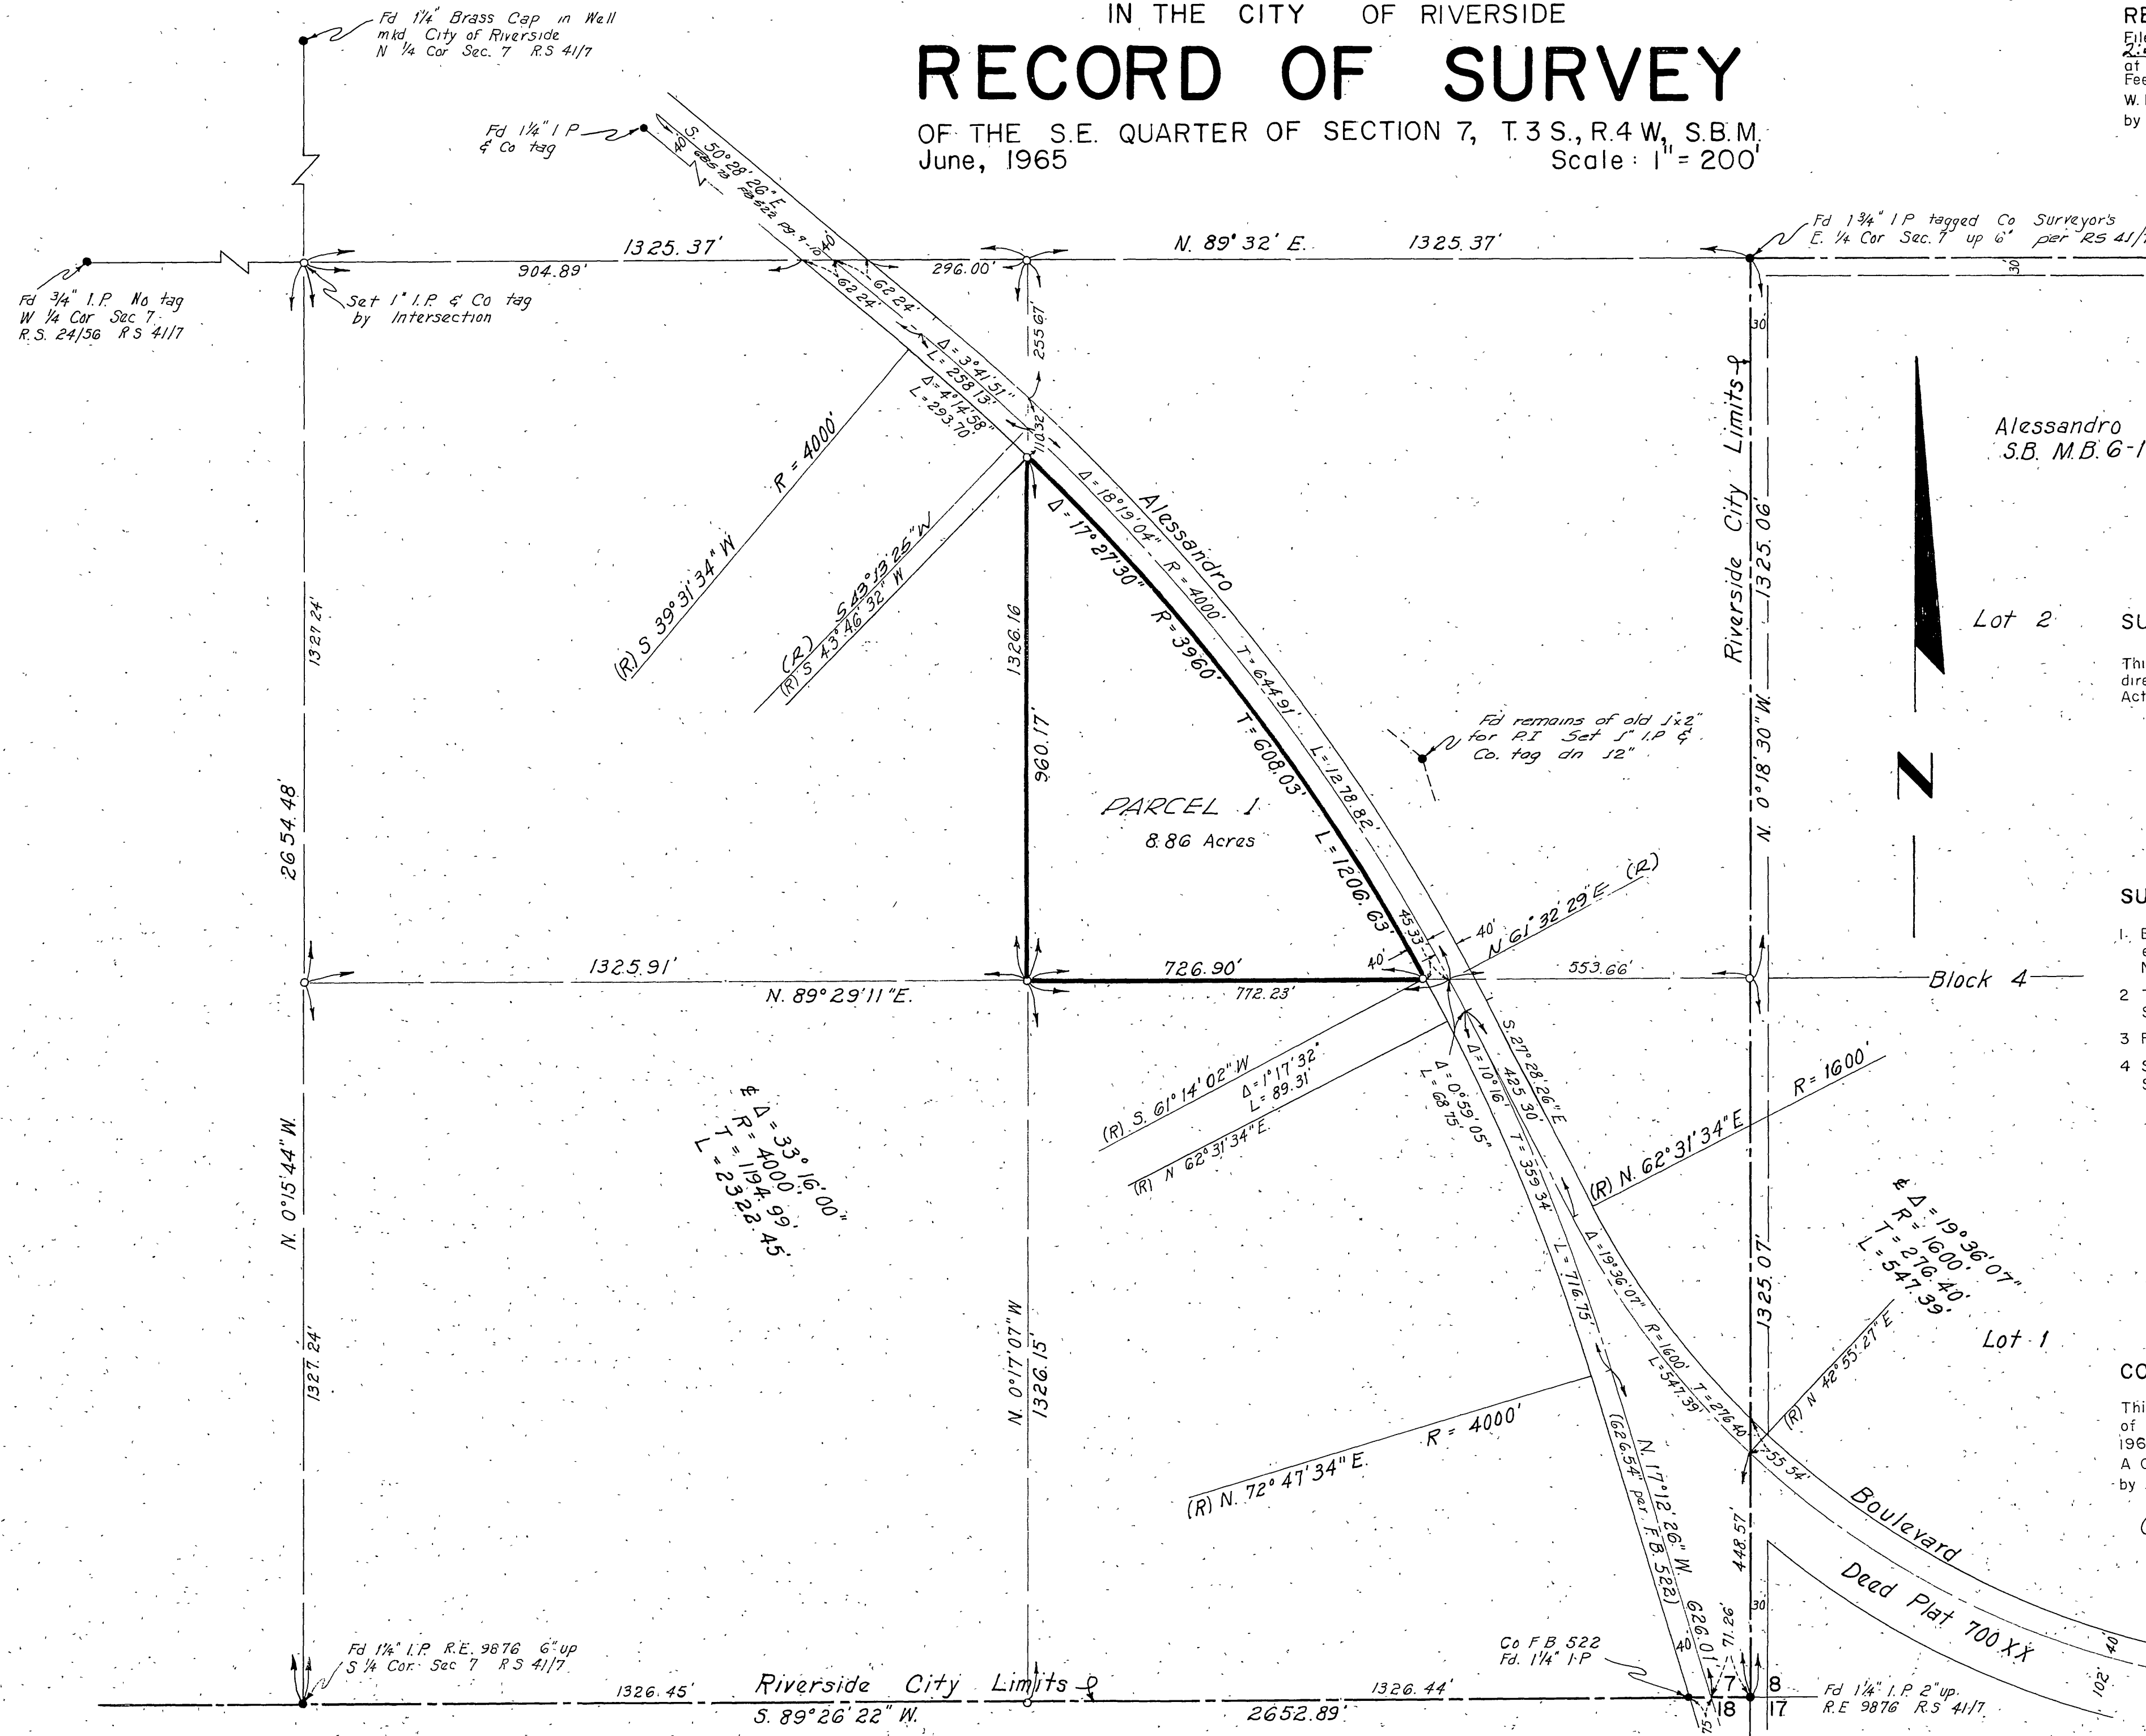 IN THE CITY OF RIVERSIDE
RECORD OF SURVEY
OF THE S.E. QUARTER OF SECTION 7, T. 3 S., R. 4 W, S.B.M.
June, 1965
Scale: 1" = 200'
Fd 1¼" Brass Cap in Well
mkd City of Riverside
N ¼ Cor Sec. 7 R.S 41/7
Fd 1¼" I P
& Co tag
S. 50° 28' 26" E
40'
40'
1325.37'
904.89'
296.00'
N. 89° 32' E.
1325.37'
Fd 1¾" I P tagged Co Surveyor's
E. ¼ Cor Sec. 7 up 6" per RS 41/7
30'
Fd ¾" I.P. No tag
W ¼ Cor Sec 7
R.S. 24/56 R S 41/7
Set 1" I.P. & Co tag
by Intersection
62 24'
62 24'
255 67'
Δ = 3° 41' 51"
L = 258 13'
Δ = 4° 14' 58"
L = 293.70'
110.32'
R = 4000'
(R) S 39° 31' 34" W
(R) S 43° 13' 25" W
(R) S 43° 46' 32" W
Alessandro
Δ = 18° 19' 04" R = 4000' T = 644.91' L = 1278.82'
Δ = 17° 27' 30" R = 3960' T = 608.03' L = 1206.63'
Riverside City Limits
30'
1325.06'
N. 0° 18' 30" W.
Alessandro
S.B. M.B. 6-1
Lot 2
N
1327 24'
1326.16
960.17'
2654.48'
Fd remains of old 1"x2"
for P.I Set 1" I.P &
Co. tag dn 12"
PARCEL 1
8.86 Acres
45.33'
40'
40'
N 61° 32' 29" E (R)
1325.91'
N. 89° 29' 11" E.
726.90'
772.23'
553.66'
Block 4
(R) S. 61° 14' 02" W
Δ = 1° 17' 32"
L = 89.31'
(R) N 62° 31' 34" E.
Δ = 0° 59' 05"
L = 68 75'
S. 27° 28' 26" E
425 30'
Δ = 10° 16' T = 359 34' L = 716.75'
R = 1600'
(R) N. 62° 31' 34" E
Δ = 33° 16' 00"
R = 4000'
T = 1194.99'
L = 2322.45'
N. 0° 15' 44" W.
Δ = 19° 36' 07"
R = 1600'
T = 276.40'
L = 547.39'
Δ = 19° 36' 07" R = 1600' T = 276 40'
L = 547.39'
1325.07'
(R) N 42° 55' 27" E
Lot 1
1327.24'
N. 0° 17' 07" W
1326.15'
R = 4000'
(R) N. 72° 47' 34" E.
N. 17° 12' 26" W. 626.01'
(626.54' per F.B. 522)
55 54'
448.57'
Boulevard
Deed Plat 700 XX
40'
102'
30'
Fd 1¼" I.P. R.E. 9876 6" up
S ¼ Cor Sec 7 R S 41/7
Co F B 522
Fd. 1¼" I·P
40'
71.26'
7 8
18 17
Fd 1¼" I.P. 2" up.
R.E 9876 R.S 41/7
1326.45'
Riverside City Limits
1326.44'
S. 89° 26' 22" W.
2652.89'